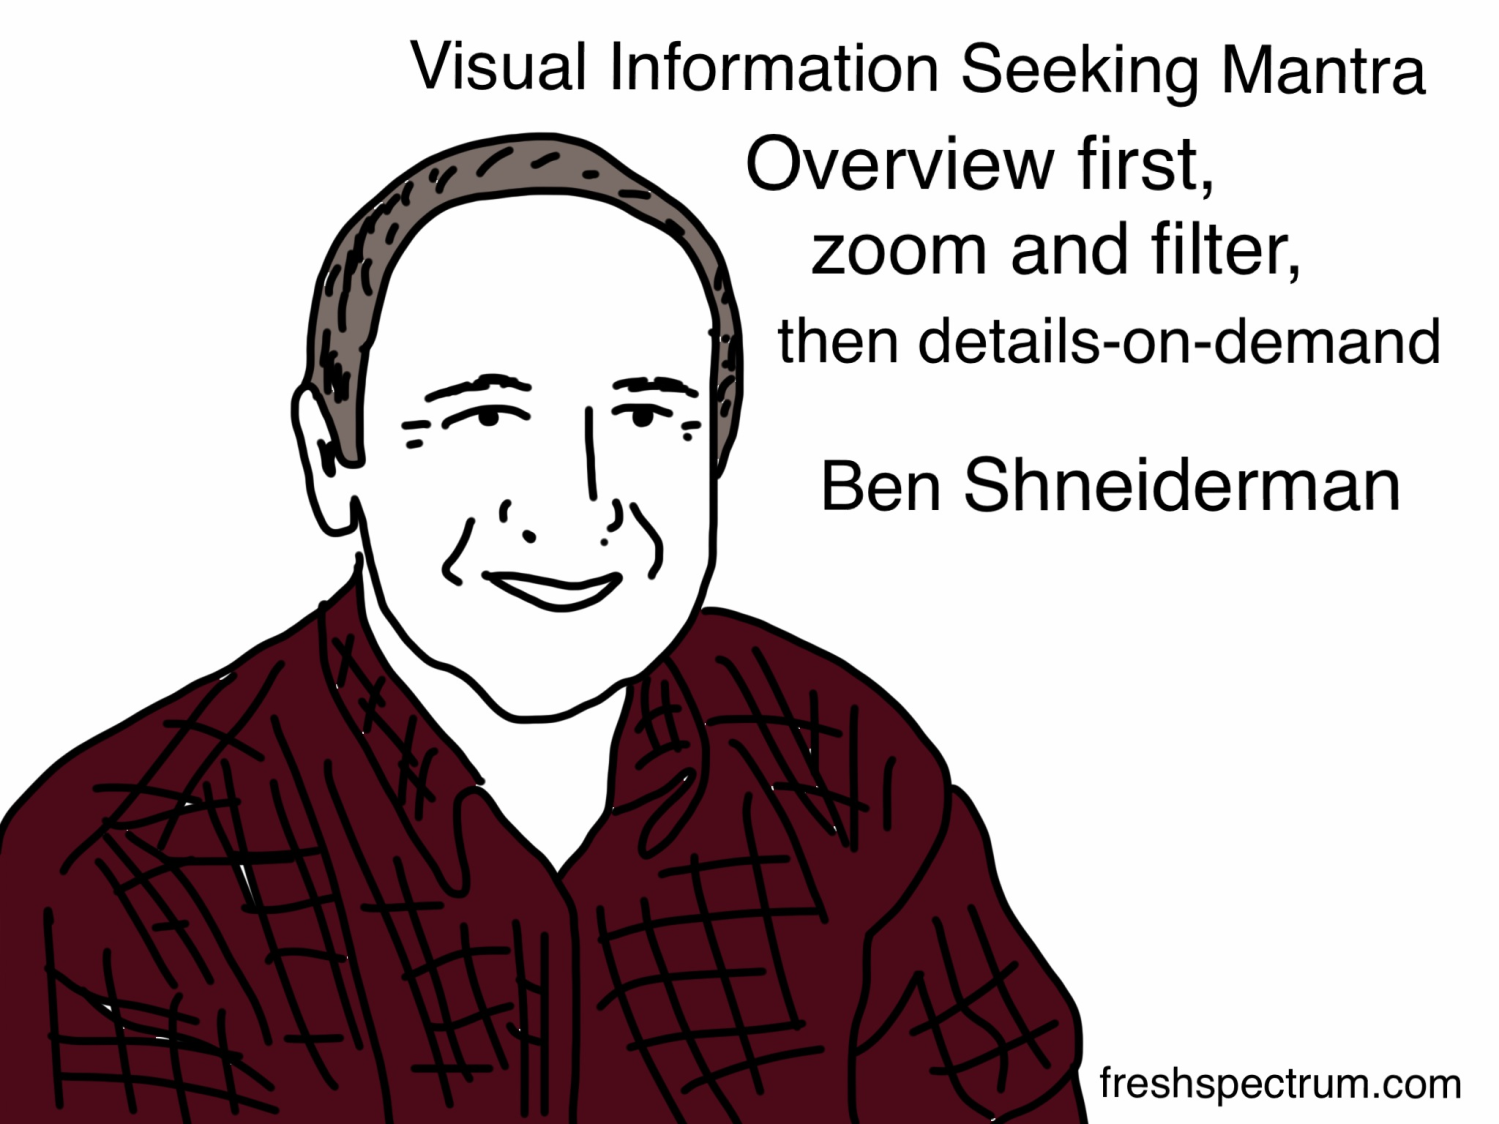 Visual Information Seeking Mantra
Overview first,
zoom and filter,
then details-on-demand
Ben Shneiderman
freshspectrum.com